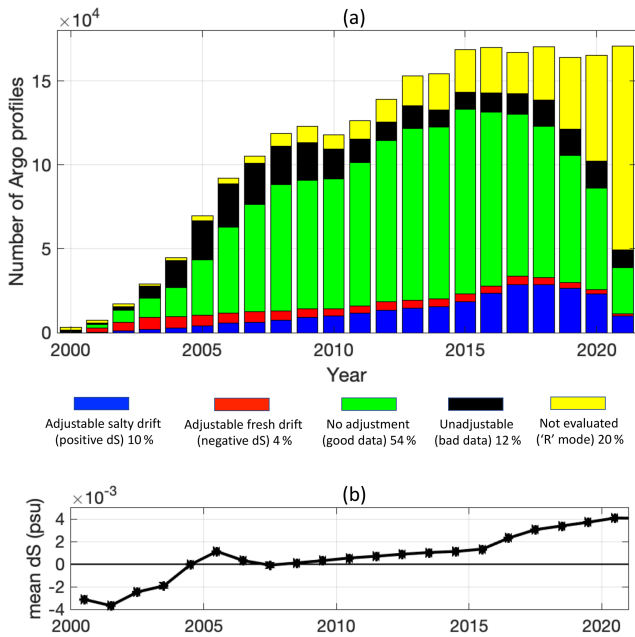 (a)
×10⁴
15
10
5
0
Number of Argo profiles
2000 2005 2010 2015 2020
Year
Adjustable salty drift
(positive dS) 10 %
Adjustable fresh drift
(negative dS) 4 %
No adjustment
(good data) 54 %
Unadjustable
(bad data) 12 %
Not evaluated
('R' mode) 20 %
(b)
×10⁻³
4
2
0
-2
-4
mean dS (psu)
2000 2005 2010 2015 2020